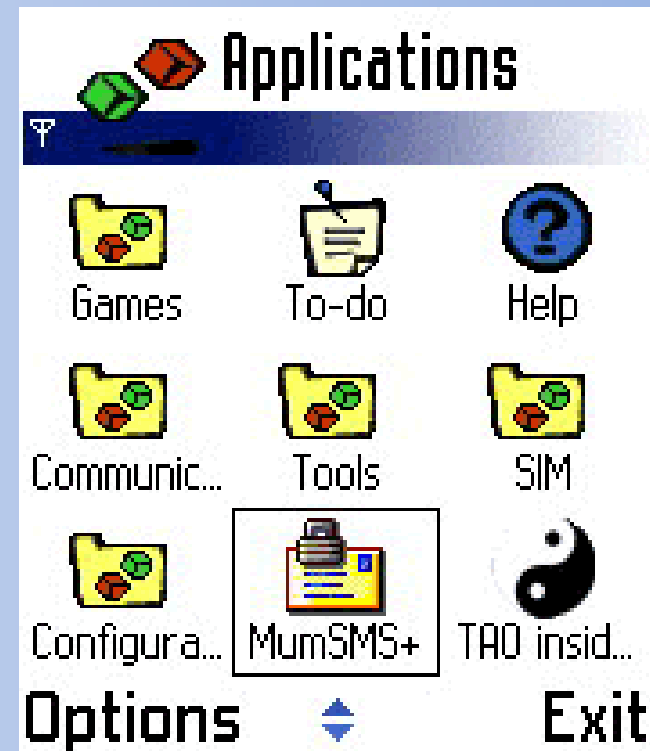 Applications
Games To-do Help
Communic... Tools SIM
Configura... MumSMS+ TAO insid...
Options Exit